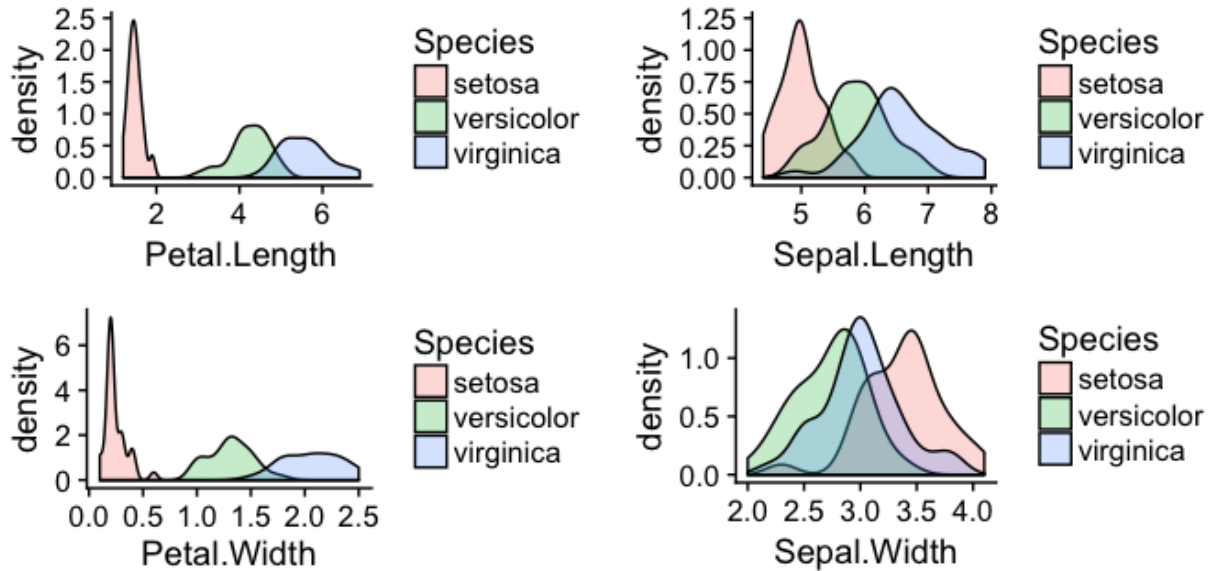 density
2.5
2.0
1.5
1.0
0.5
0.0
2 4 6
Petal.Length
Species
setosa
versicolor
virginica
density
1.25
1.00
0.75
0.50
0.25
0.00
5 6 7 8
Sepal.Length
Species
setosa
versicolor
virginica
density
6
4
2
0
0.0 0.5 1.0 1.5 2.0 2.5
Petal.Width
Species
setosa
versicolor
virginica
density
1.0
0.5
0.0
2.0 2.5 3.0 3.5 4.0
Sepal.Width
Species
setosa
versicolor
virginica